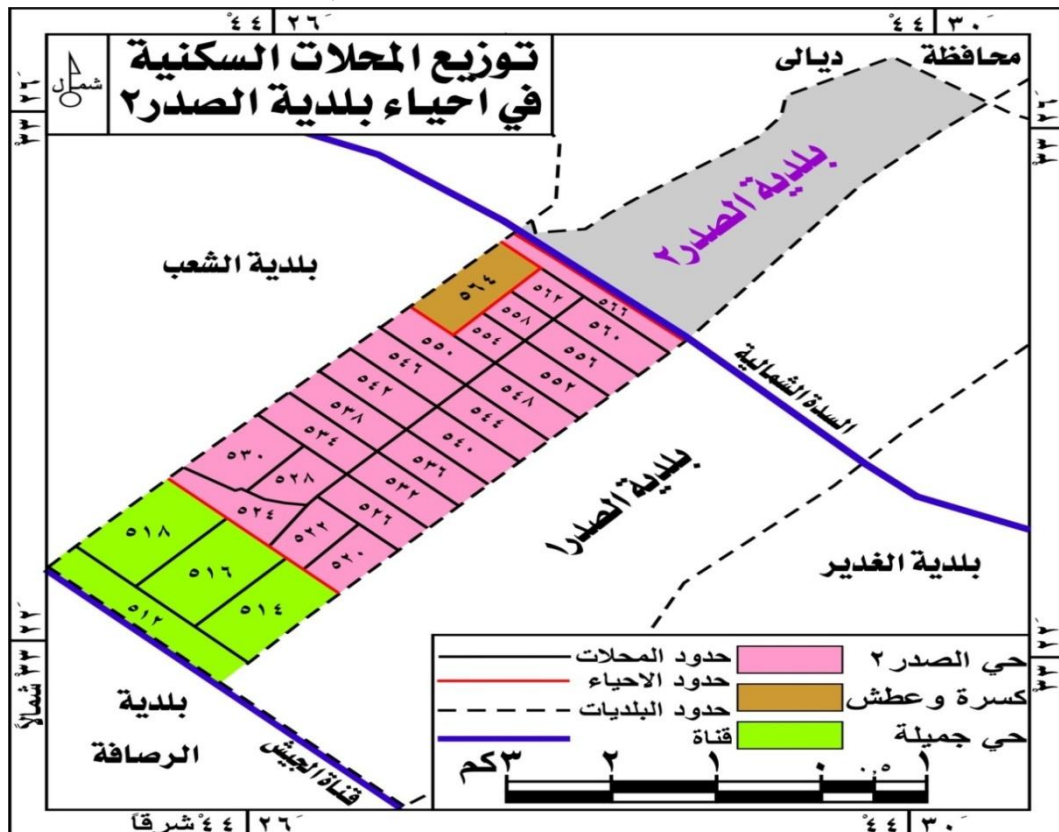 ٤٤ ٢٦
٤٤ ٣٠
توزيع المحلات السكنية
في احياء بلدية الصدر٢
شمال
محافظة ديالى
بلدية الصدر٢
بلدية الشعب
السدة الشمالية
بلدية الصدر١
بلدية الغدير
بلدية
الرصافة
قناة الجيش
٥٦٤
٥٦٦
٥٦٢
٥٦٠
٥٥٨
٥٥٦
٥٥٤
٥٥٢
٥٥٠
٥٤٨
٥٤٦
٥٤٤
٥٤٢
٥٤٠
٥٣٨
٥٣٦
٥٣٤
٥٣٢
٥٣٠
٥٢٨
٥٢٦
٥٢٤
٥٢٢
٥٢٠
٥١٨
٥١٦
٥١٤
٥١٢
حي الصدر٢
كسرة وعطش
حي جميلة
حدود المحلات
حدود الاحياء
حدود البلديات
قناة
٣كم ٢ ١ ٠ ٠,٥ ١
٣٣ شمالاً
٤٤ شرقاً ٢٦
٤٤ ٣٠